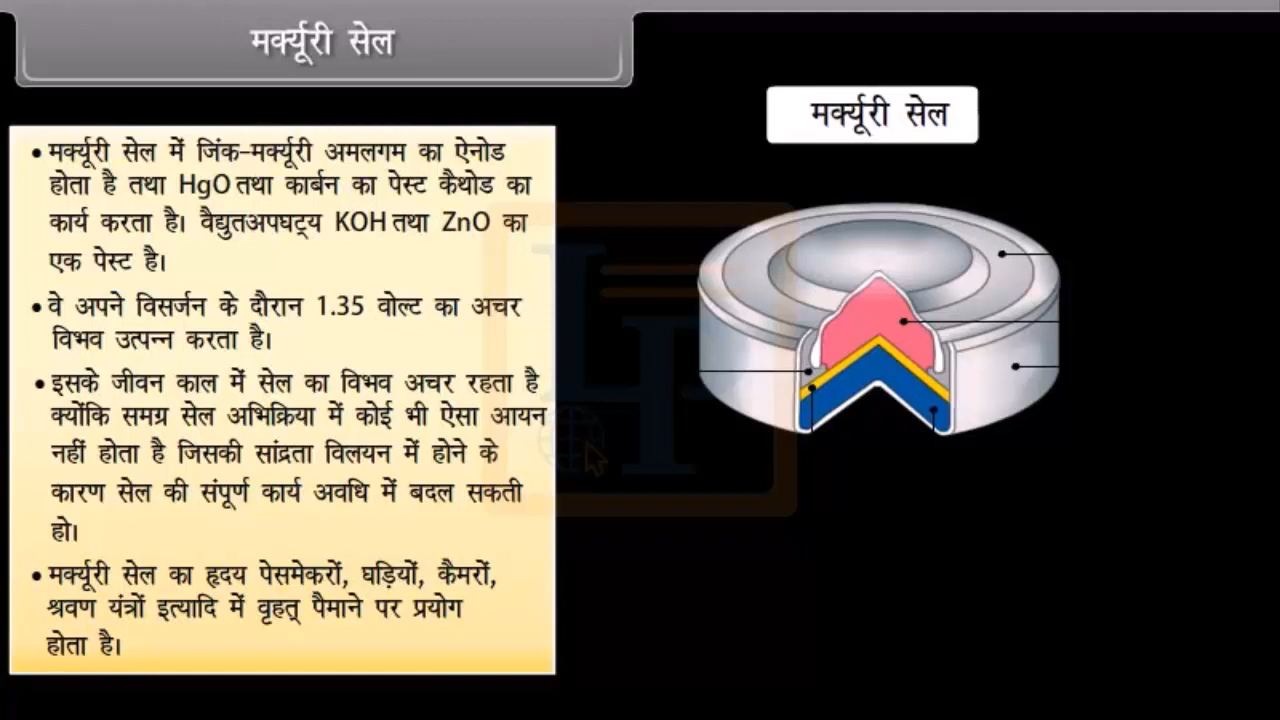 मर्क्यूरी सेल
मर्क्यूरी सेल
• मर्क्यूरी सेल में जिंक-मर्क्यूरी अमलगम का ऐनोड
होता है तथा HgO तथा कार्बन का पेस्ट कैथोड का
कार्य करता है। वैद्युतअपघट्य KOH तथा ZnO का
एक पेस्ट है।
• वे अपने विसर्जन के दौरान 1.35 वोल्ट का अचर
विभव उत्पन्न करता है।
• इसके जीवन काल में सेल का विभव अचर रहता है
क्योंकि समग्र सेल अभिक्रिया में कोई भी ऐसा आयन
नहीं होता है जिसकी सांद्रता विलयन में होने के
कारण सेल की संपूर्ण कार्य अवधि में बदल सकती
हो।
• मर्क्यूरी सेल का हृदय पेसमेकरों, घड़ियों, कैमरों,
श्रवण यंत्रों इत्यादि में वृहत् पैमाने पर प्रयोग
होता है।